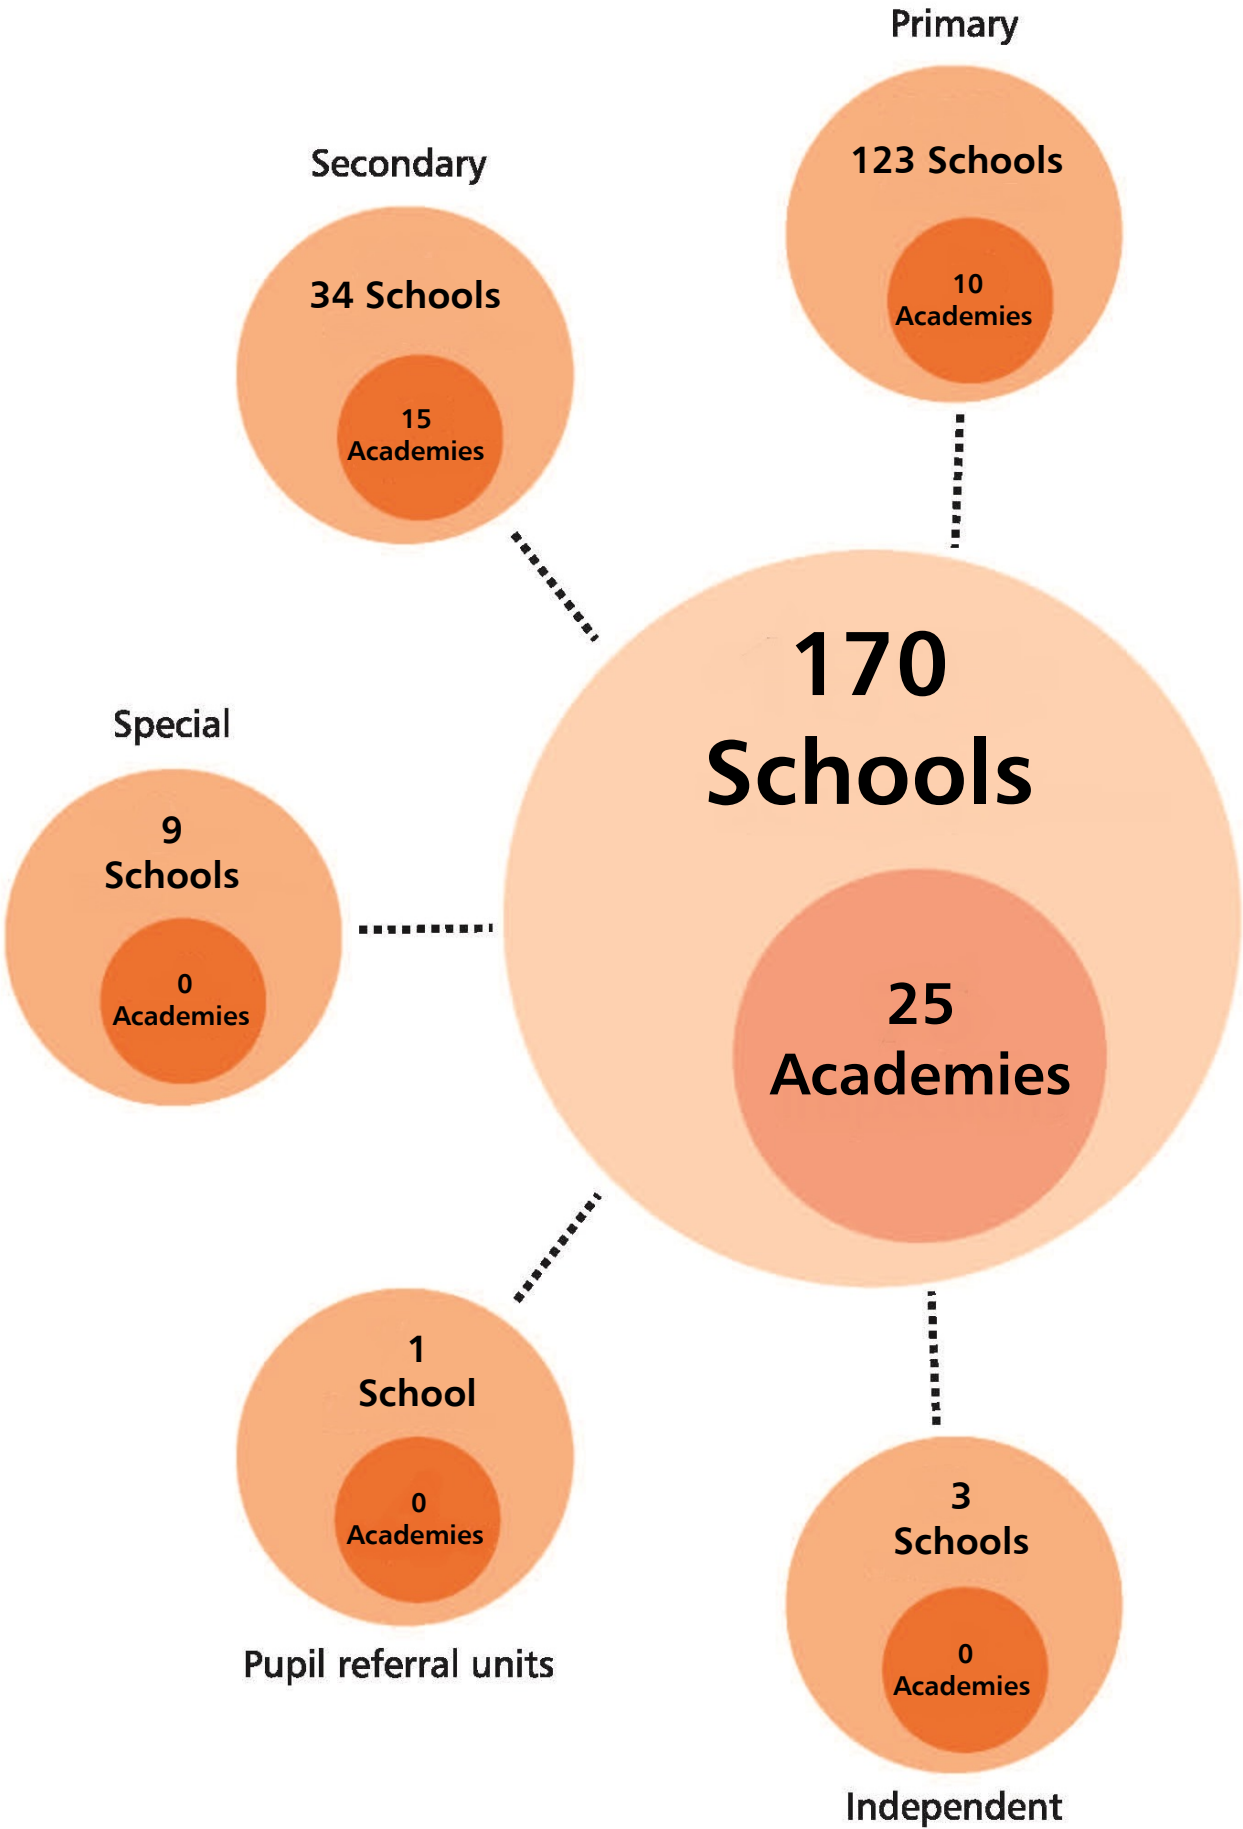 Primary
123 Schools
10
Academies
Secondary
34 Schools
15
Academies
170
Schools
25
Academies
Special
9
Schools
0
Academies
1
School
0
Academies
Pupil referral units
3
Schools
0
Academies
Independent